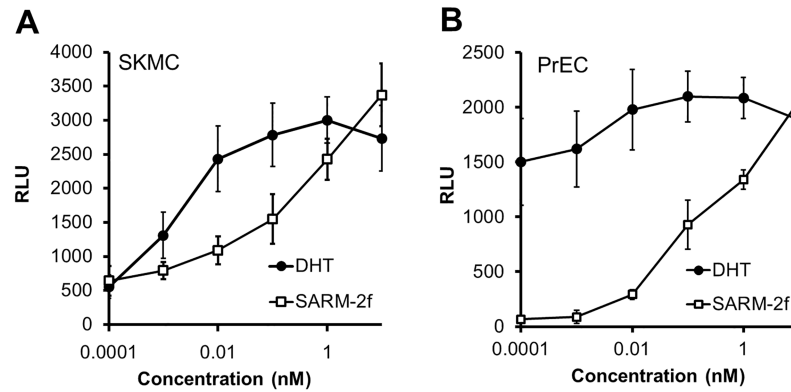 A
SKMC
4000
3500
3000
2500
2000
1500
1000
500
0
RLU
DHT
SARM-2f
0.0001
0.01
1
Concentration (nM)
B
PrEC
2500
2000
1500
1000
500
0
RLU
DHT
SARM-2f
0.0001
0.01
1
Concentration (nM)